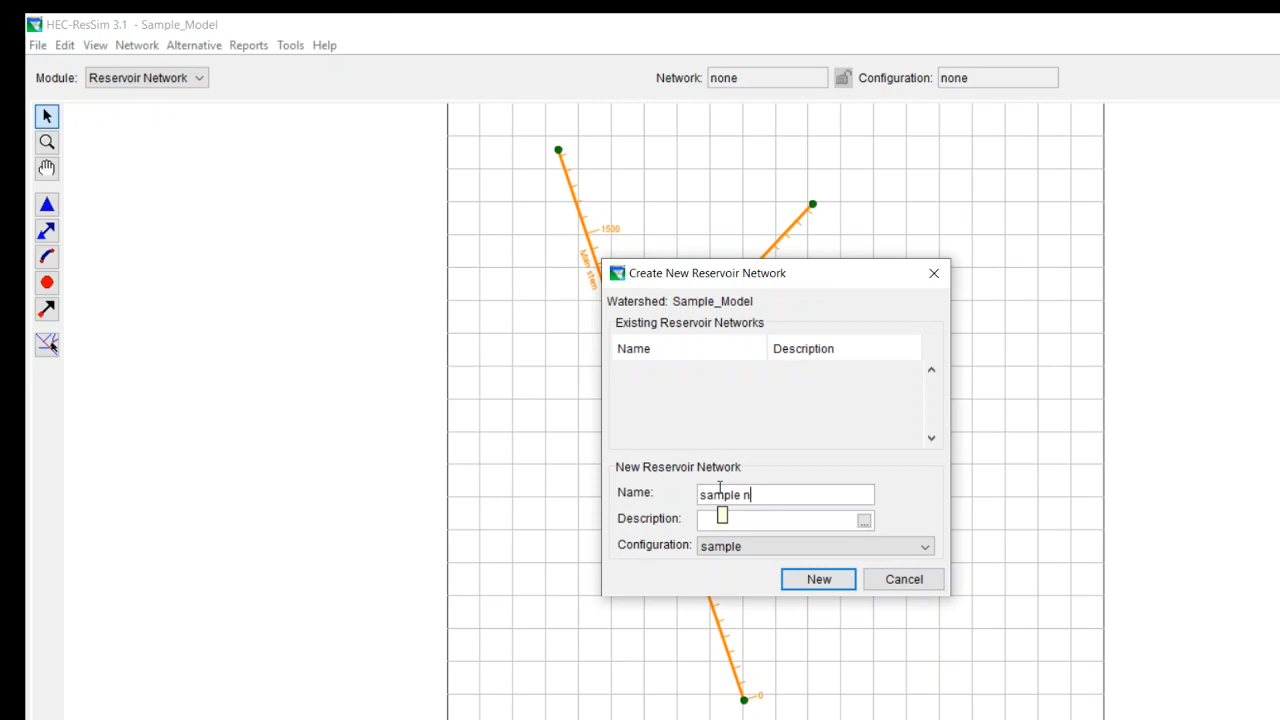 HEC-ResSim 3.1 - Sample_Model
File Edit View Network Alternative Reports Tools Help
Module: Reservoir Network Network: none Configuration: none
1500
Main stem
Create New Reservoir Network
Watershed: Sample_Model
Existing Reservoir Networks
Name Description
New Reservoir Network
Name: sample n
Description: ...
Configuration: sample
New Cancel
0